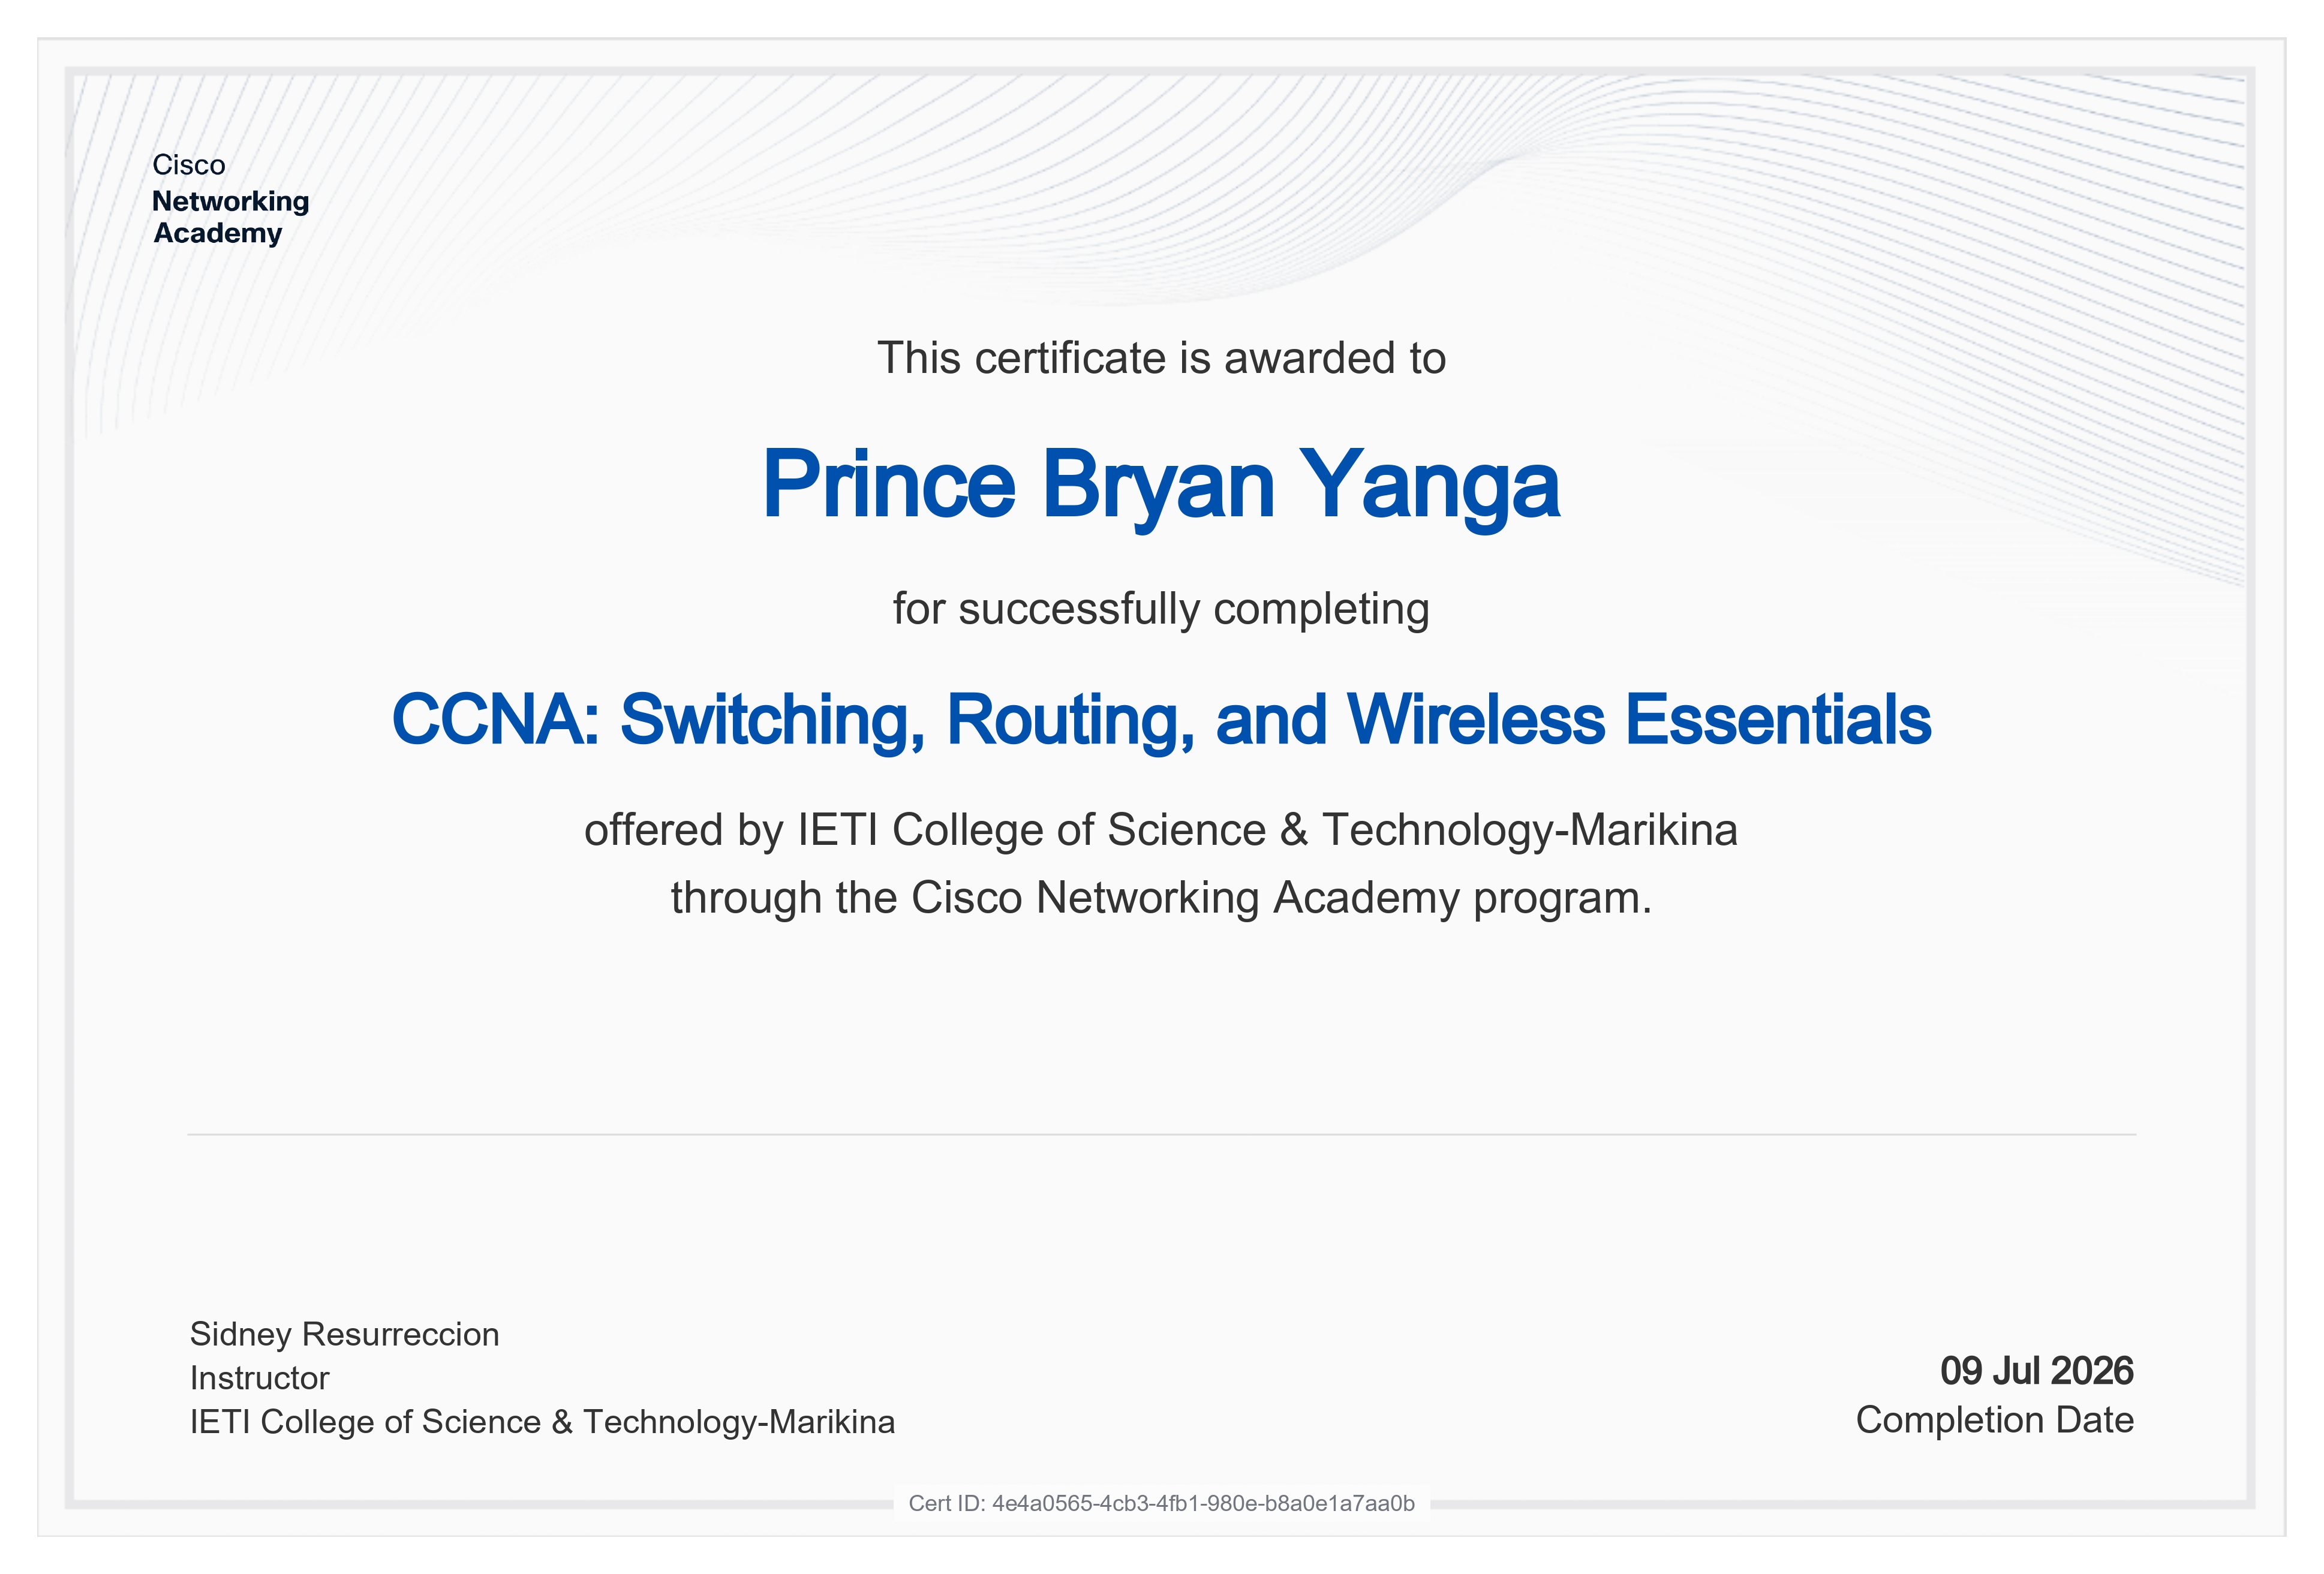 Cisco
Networking
Academy
This certificate is awarded to
Prince Bryan Yanga
for successfully completing
CCNA: Switching, Routing, and Wireless Essentials
offered by IETI College of Science & Technology-Marikina
through the Cisco Networking Academy program.
Sidney Resurreccion
Instructor
IETI College of Science & Technology-Marikina
09 Jul 2026
Completion Date
Cert ID: 4e4a0565-4cb3-4fb1-980e-b8a0e1a7aa0b